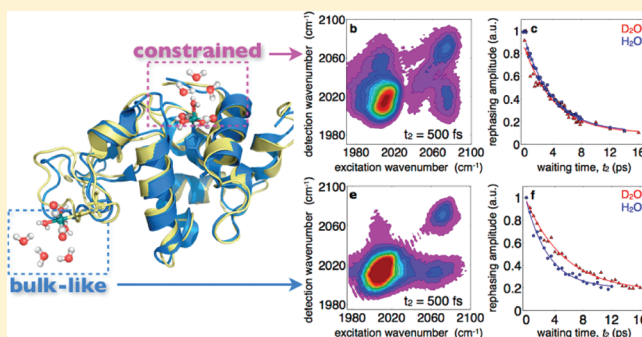 constrained
bulk-like
b
2100
2060
2020
1980
detection wavenumber (cm⁻¹)
t₂ = 500 fs
1980 2020 2060 2100
excitation wavenumber (cm⁻¹)
c
D₂O
H₂O
1
0.8
0.6
0.4
0.2
0
rephasing amplitude (a.u.)
0 4 8 12 16
waiting time, t₂ (ps)
e
2100
2060
2020
1980
detection wavenumber (cm⁻¹)
t₂ = 500 fs
1980 2020 2060 2100
excitation wavenumber (cm⁻¹)
f
D₂O
H₂O
1
0.8
0.6
0.4
0.2
0
rephasing amplitude (a.u.)
0 4 8 12 16
waiting time, t₂ (ps)